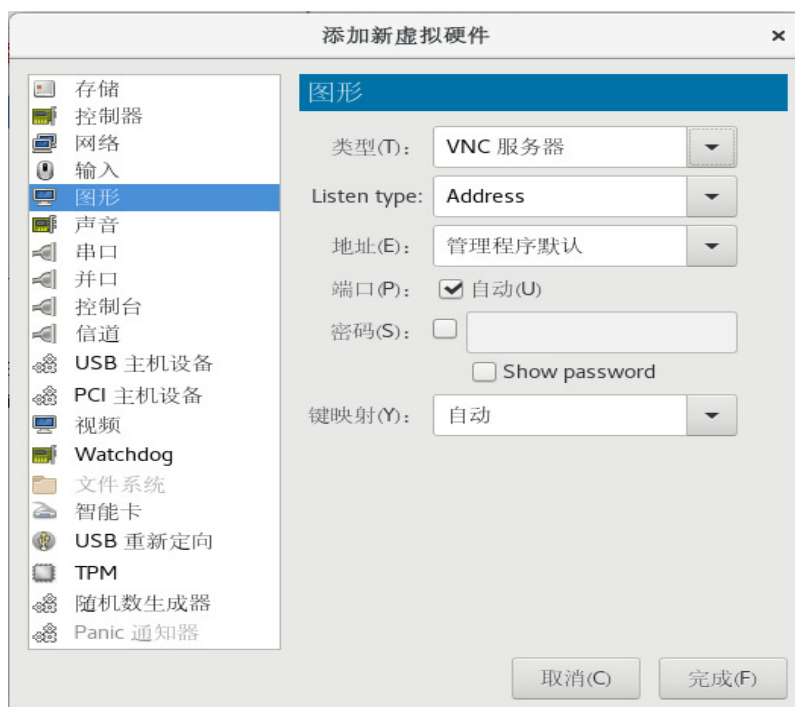 添加新虚拟硬件
存储
控制器
网络
输入
图形
声音
串口
并口
控制台
信道
USB 主机设备
PCI 主机设备
视频
Watchdog
文件系统
智能卡
USB 重新定向
TPM
随机数生成器
Panic 通知器
图形
类型(T): VNC 服务器
Listen type: Address
地址(E): 管理程序默认
端口(P): 自动(U)
密码(S):
Show password
键映射(Y): 自动
取消(C) 完成(F)